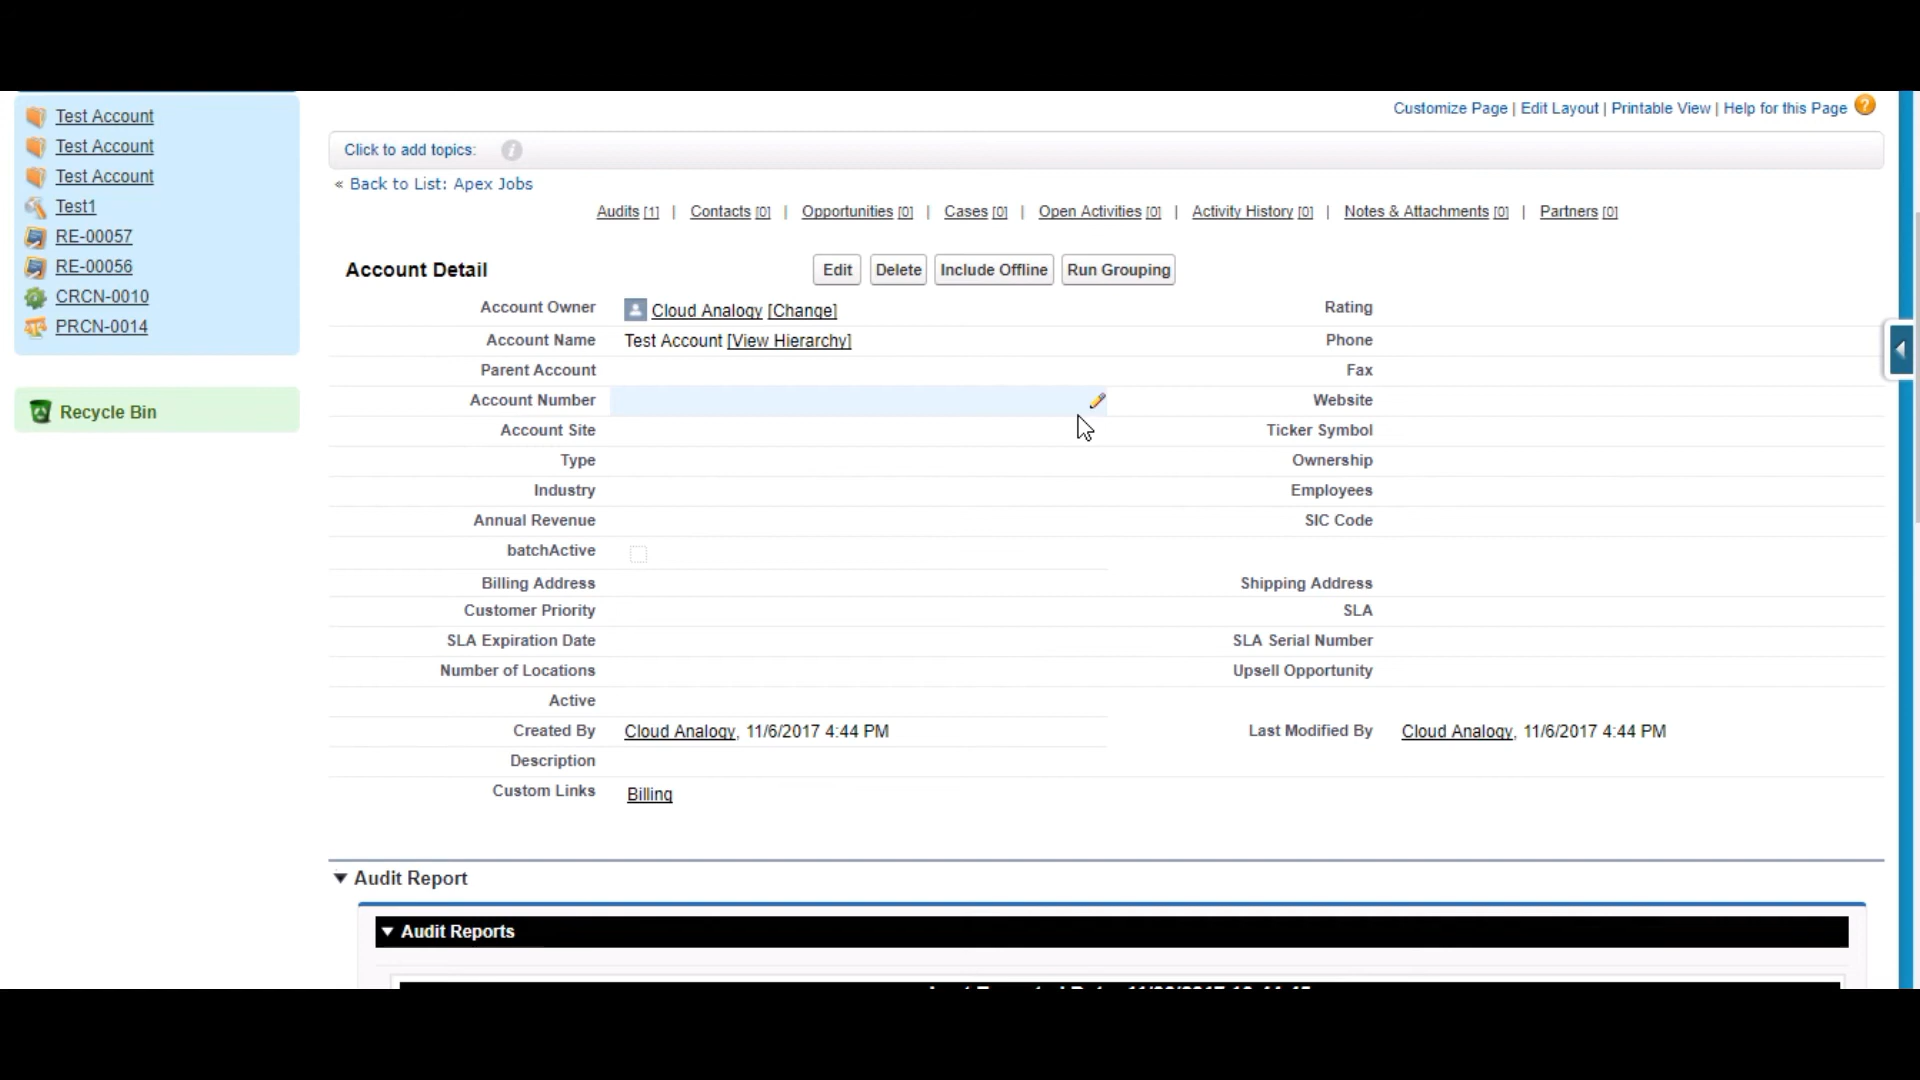 Test Account
Test Account
Test Account
Test1
RE-00057
RE-00056
CRCN-0010
PRCN-0014
Recycle Bin
Customize Page | Edit Layout | Printable View | Help for this Page ?
Click to add topics: i
« Back to List: Apex Jobs
Audits [1] | Contacts [0] | Opportunities [0] | Cases [0] | Open Activities [0] | Activity History [0] | Notes & Attachments [0] | Partners [0]
Account Detail Edit Delete Include Offline Run Grouping
Account Owner Cloud Analogy [Change] Rating
Account Name Test Account [View Hierarchy] Phone
Parent Account Fax
Account Number Website
Account Site Ticker Symbol
Type Ownership
Industry Employees
Annual Revenue SIC Code
batchActive
Billing Address Shipping Address
Customer Priority SLA
SLA Expiration Date SLA Serial Number
Number of Locations Upsell Opportunity
Active
Created By Cloud Analogy, 11/6/2017 4:44 PM Last Modified By Cloud Analogy, 11/6/2017 4:44 PM
Description
Custom Links Billing
Audit Report
Audit Reports